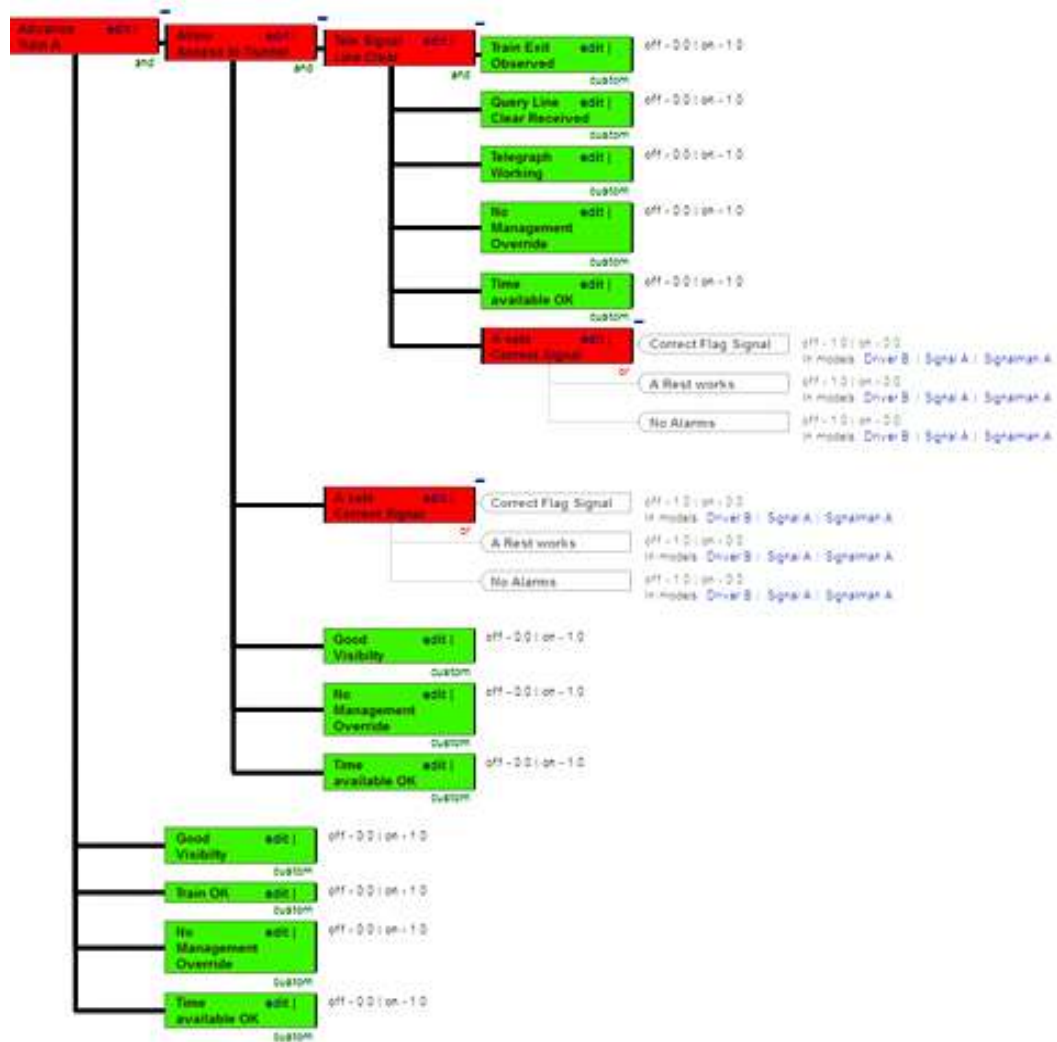 Advance edit |
Train A
and
Allow edit |
Access to Tunnel
and
Tele Signal edit |
Line Clear
and
Train Exit edit |
Observed
custom
off - 0.0 | on - 1.0
Query Line edit |
Clear Received
custom
off - 0.0 | on - 1.0
Telegraph edit |
Working
custom
off - 0.0 | on - 1.0
No edit |
Management
Override
custom
off - 0.0 | on - 1.0
Time edit |
available OK
custom
off - 0.0 | on - 1.0
A sets edit |
Correct Signal
or
Correct Flag Signal
off - 1.0 | on - 0.0
In models: Driver B | Signal A | Signalman A
A Rest works
off - 1.0 | on - 0.0
In models: Driver B | Signal A | Signalman A
No Alarms
off - 1.0 | on - 0.0
In models: Driver B | Signal A | Signalman A
A sets edit |
Correct Signal
or
Correct Flag Signal
off - 1.0 | on - 0.0
In models: Driver B | Signal A | Signalman A
A Rest works
off - 1.0 | on - 0.0
In models: Driver B | Signal A | Signalman A
No Alarms
off - 1.0 | on - 0.0
In models: Driver B | Signal A | Signalman A
Good edit |
Visibilty
custom
off - 0.0 | on - 1.0
No edit |
Management
Override
custom
off - 0.0 | on - 1.0
Time edit |
available OK
custom
off - 0.0 | on - 1.0
Good edit |
Visibilty
custom
off - 0.0 | on - 1.0
Train OK edit |
custom
off - 0.0 | on - 1.0
No edit |
Management
Override
custom
off - 0.0 | on - 1.0
Time edit |
available OK
custom
off - 0.0 | on - 1.0